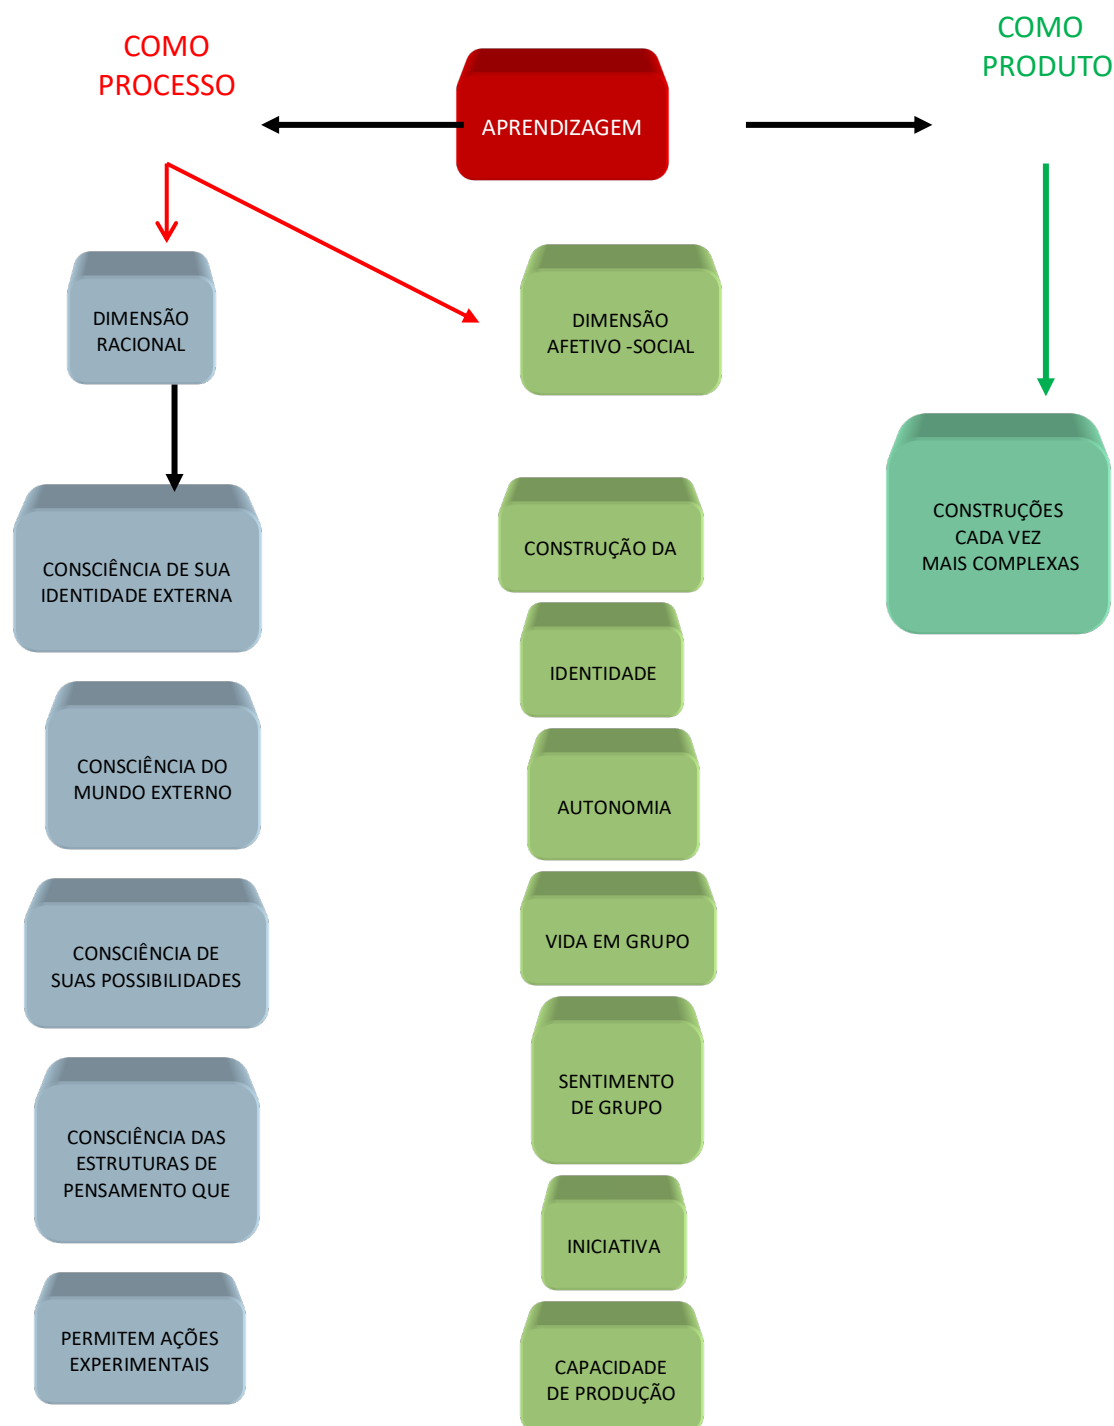 COMO
PROCESSO
APRENDIZAGEM
COMO
PRODUTO
DIMENSÃO
RACIONAL
DIMENSÃO
AFETIVO -SOCIAL
CONSCIÊNCIA DE SUA
IDENTIDADE EXTERNA
CONSCIÊNCIA DO
MUNDO EXTERNO
CONSCIÊNCIA DE
SUAS POSSIBILIDADES
CONSCIÊNCIA DAS
ESTRUTURAS DE
PENSAMENTO QUE
PERMITEM AÇÕES
EXPERIMENTAIS
CONSTRUÇÃO DA
IDENTIDADE
AUTONOMIA
VIDA EM GRUPO
SENTIMENTO
DE GRUPO
INICIATIVA
CAPACIDADE
DE PRODUÇÃO
CONSTRUÇÕES
CADA VEZ
MAIS COMPLEXAS